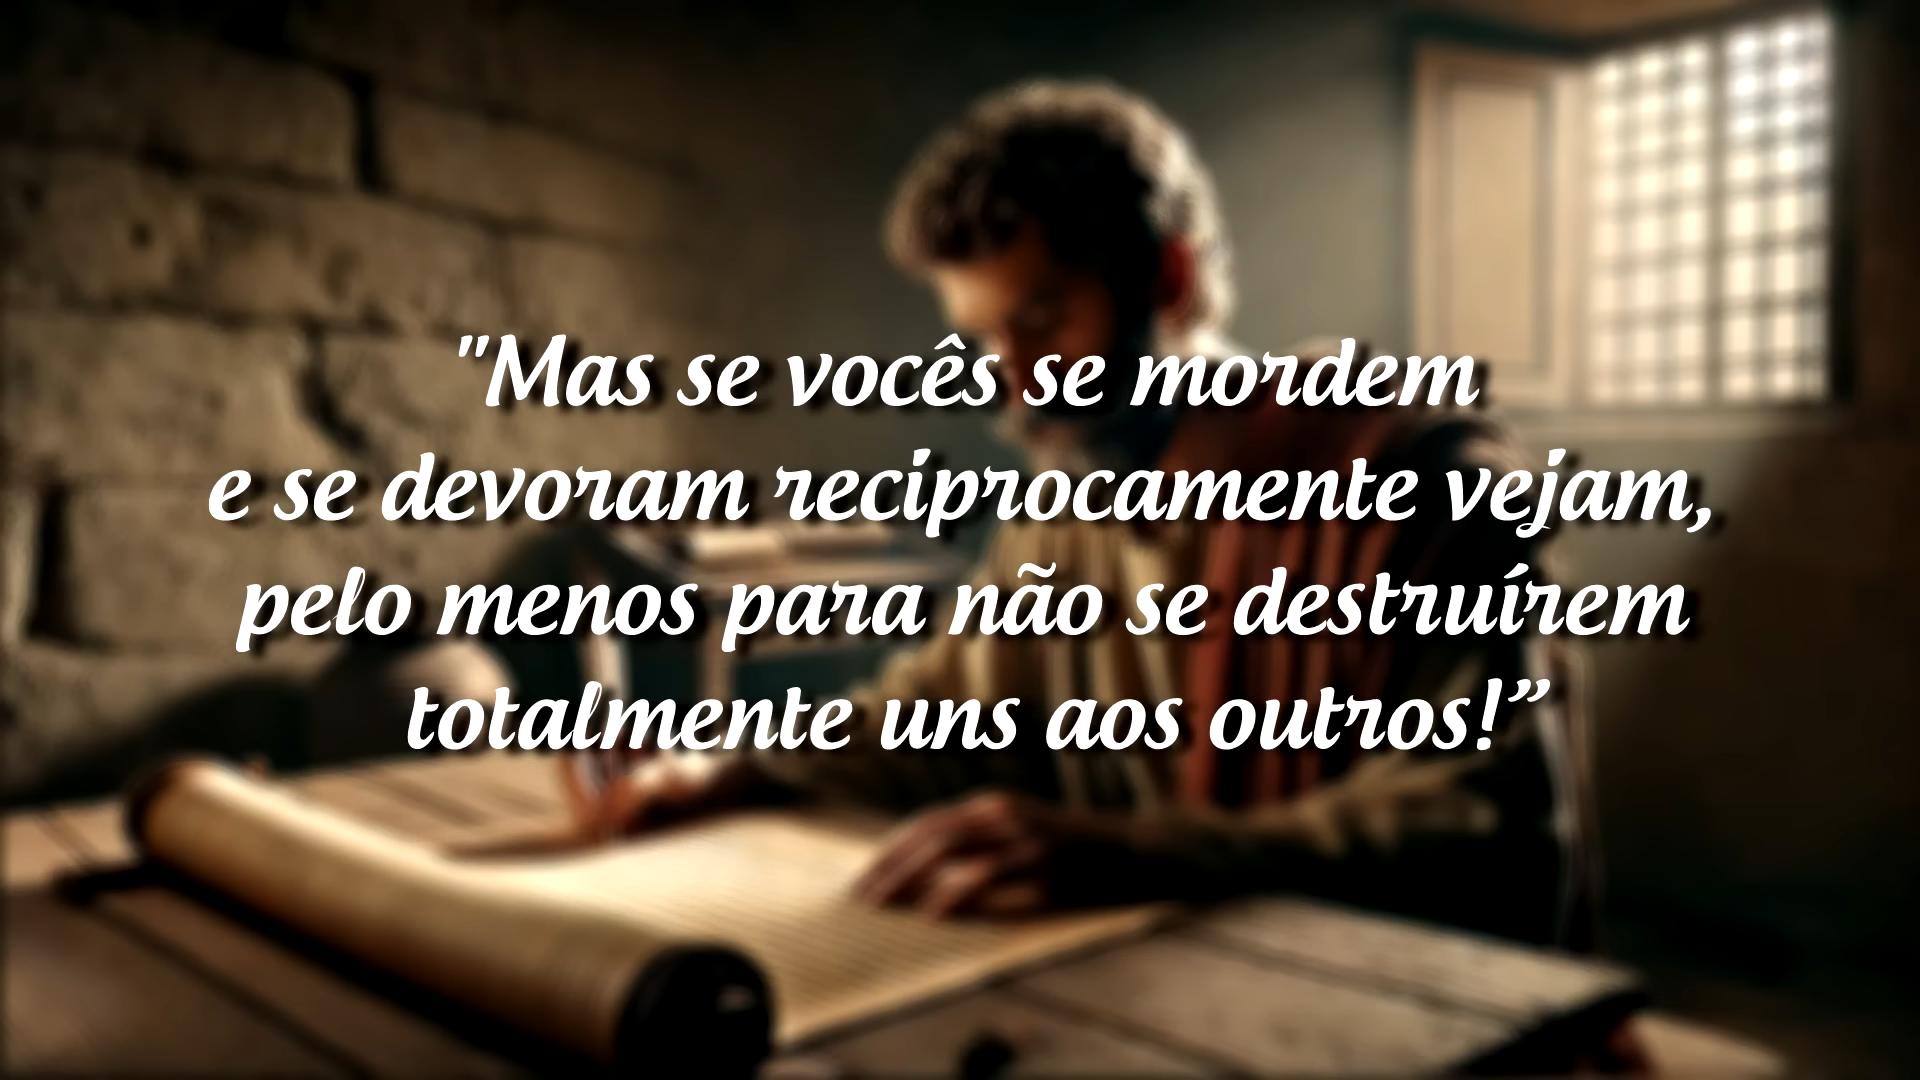 "Mas se vocês se mordem
e se devoram reciprocamente vejam,
pelo menos para não se destruírem
totalmente uns aos outros!”